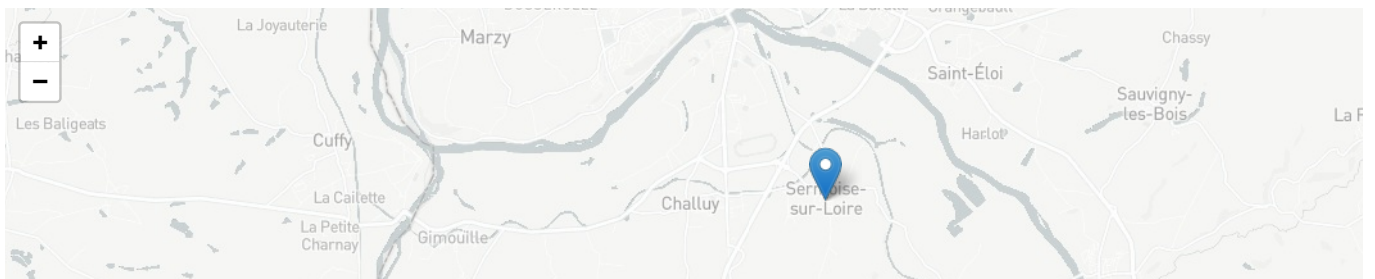 La Joyauterie
Marzy
Chassy
+
−
Saint-Éloi
Sauvigny-
les-Bois
Les Baligeats
La
Cuffy
Harlot
La Cailette
Sermoise-
sur-Loire
Challuy
La Petite
Charnay
Gimouille